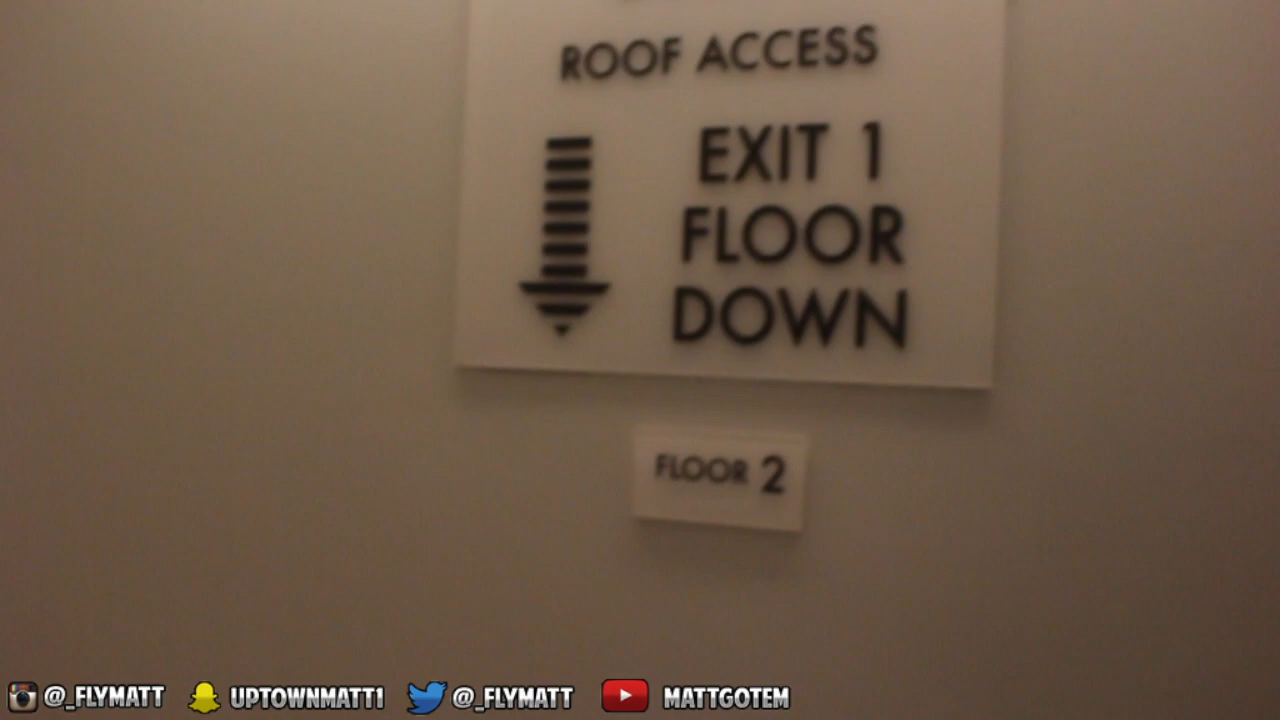 ROOF ACCESS
EXIT 1
FLOOR
DOWN
FLOOR 2
@_FLYMATT UPTOWNMATT1 @_FLYMATT MATTGOTEM